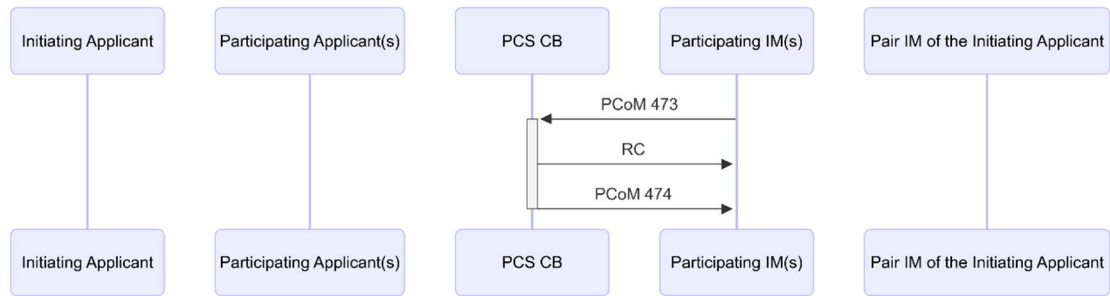 Initiating Applicant
Participating Applicant(s)
PCS CB
Participating IM(s)
Pair IM of the Initiating Applicant
PCoM 473
RC
PCoM 474
Initiating Applicant
Participating Applicant(s)
PCS CB
Participating IM(s)
Pair IM of the Initiating Applicant